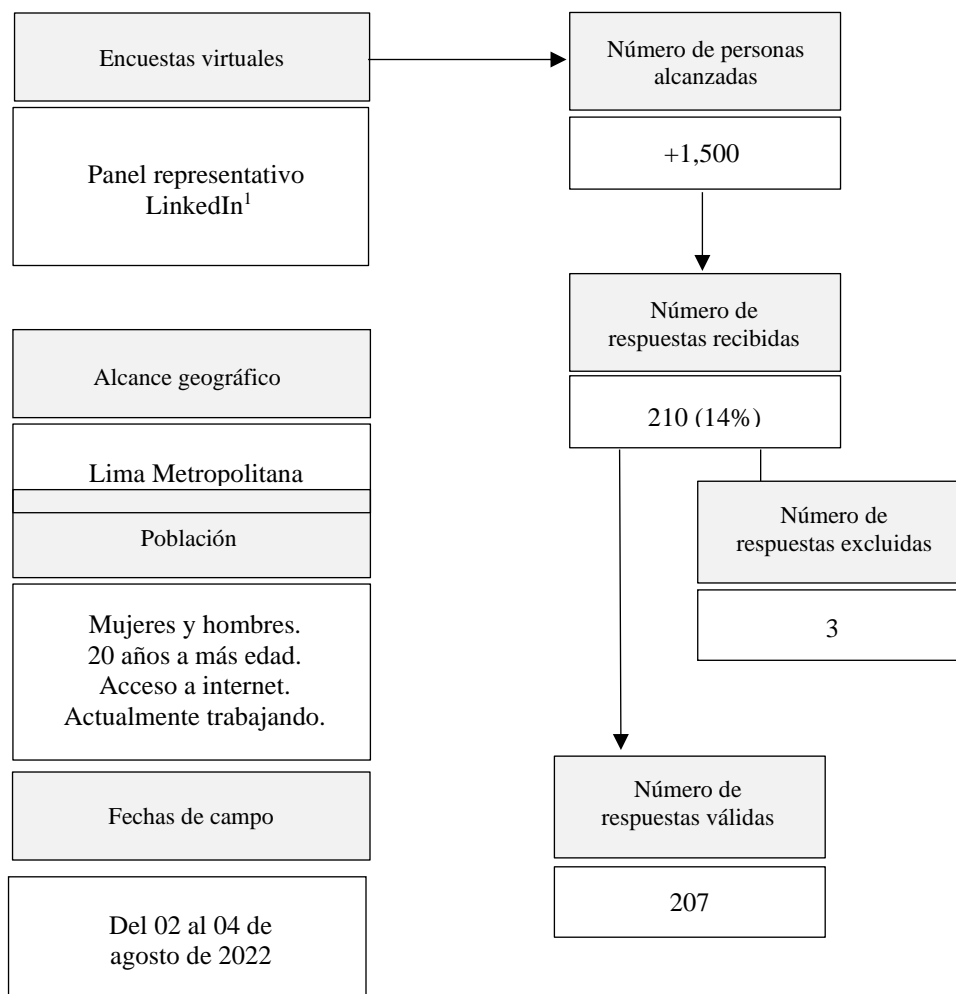 Encuestas virtuales
Panel representativo
LinkedIn¹
Alcance geográfico
Lima Metropolitana
Población
Mujeres y hombres.
20 años a más edad.
Acceso a internet.
Actualmente trabajando.
Fechas de campo
Del 02 al 04 de
agosto de 2022
Número de personas
alcanzadas
+1,500
Número de
respuestas recibidas
210 (14%)
Número de
respuestas excluidas
3
Número de
respuestas válidas
207